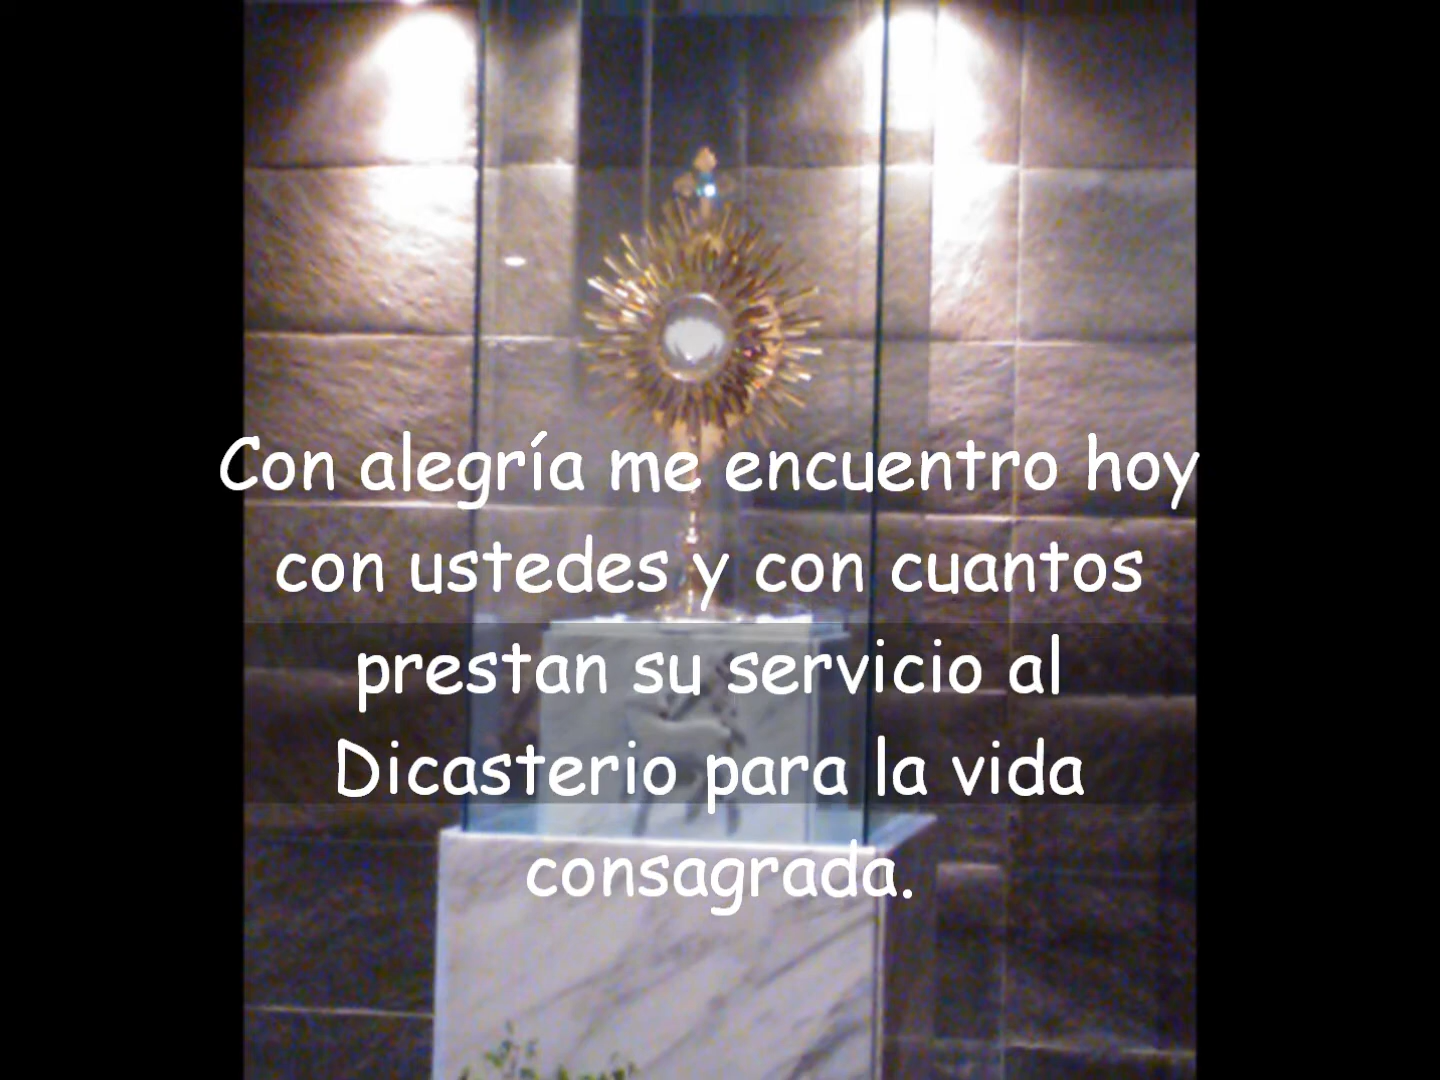 Con alegría me encuentro hoy
con ustedes y con cuantos
prestan su servicio al
Dicasterio para la vida
consagrada.